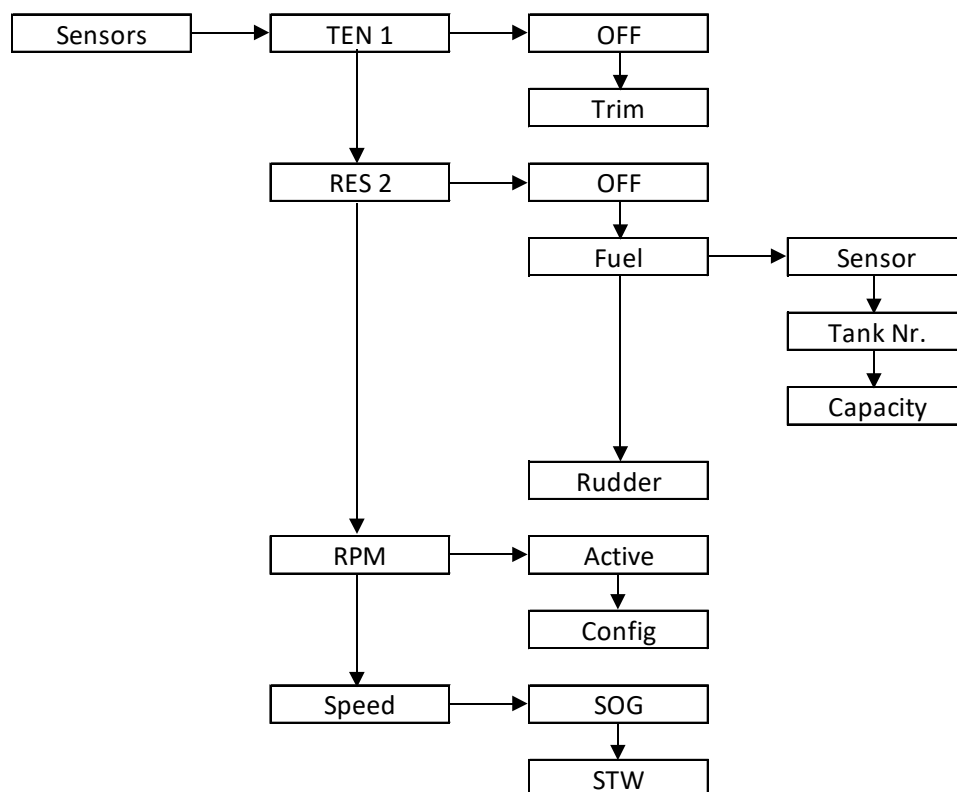 Sensors
TEN 1
OFF
Trim
RES 2
OFF
Fuel
Sensor
Tank Nr.
Capacity
Rudder
RPM
Active
Config
Speed
SOG
STW